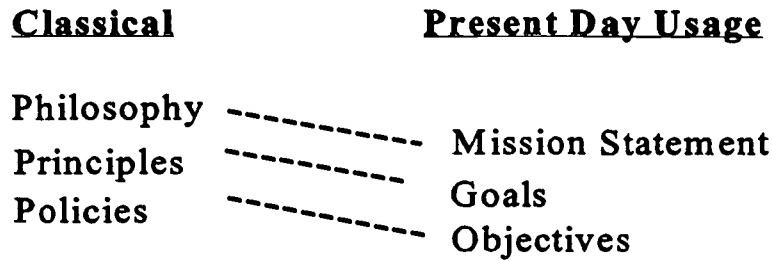 Classical Present Day Usage
Philosophy
Mission Statement
Principles
Goals
Policies
Objectives